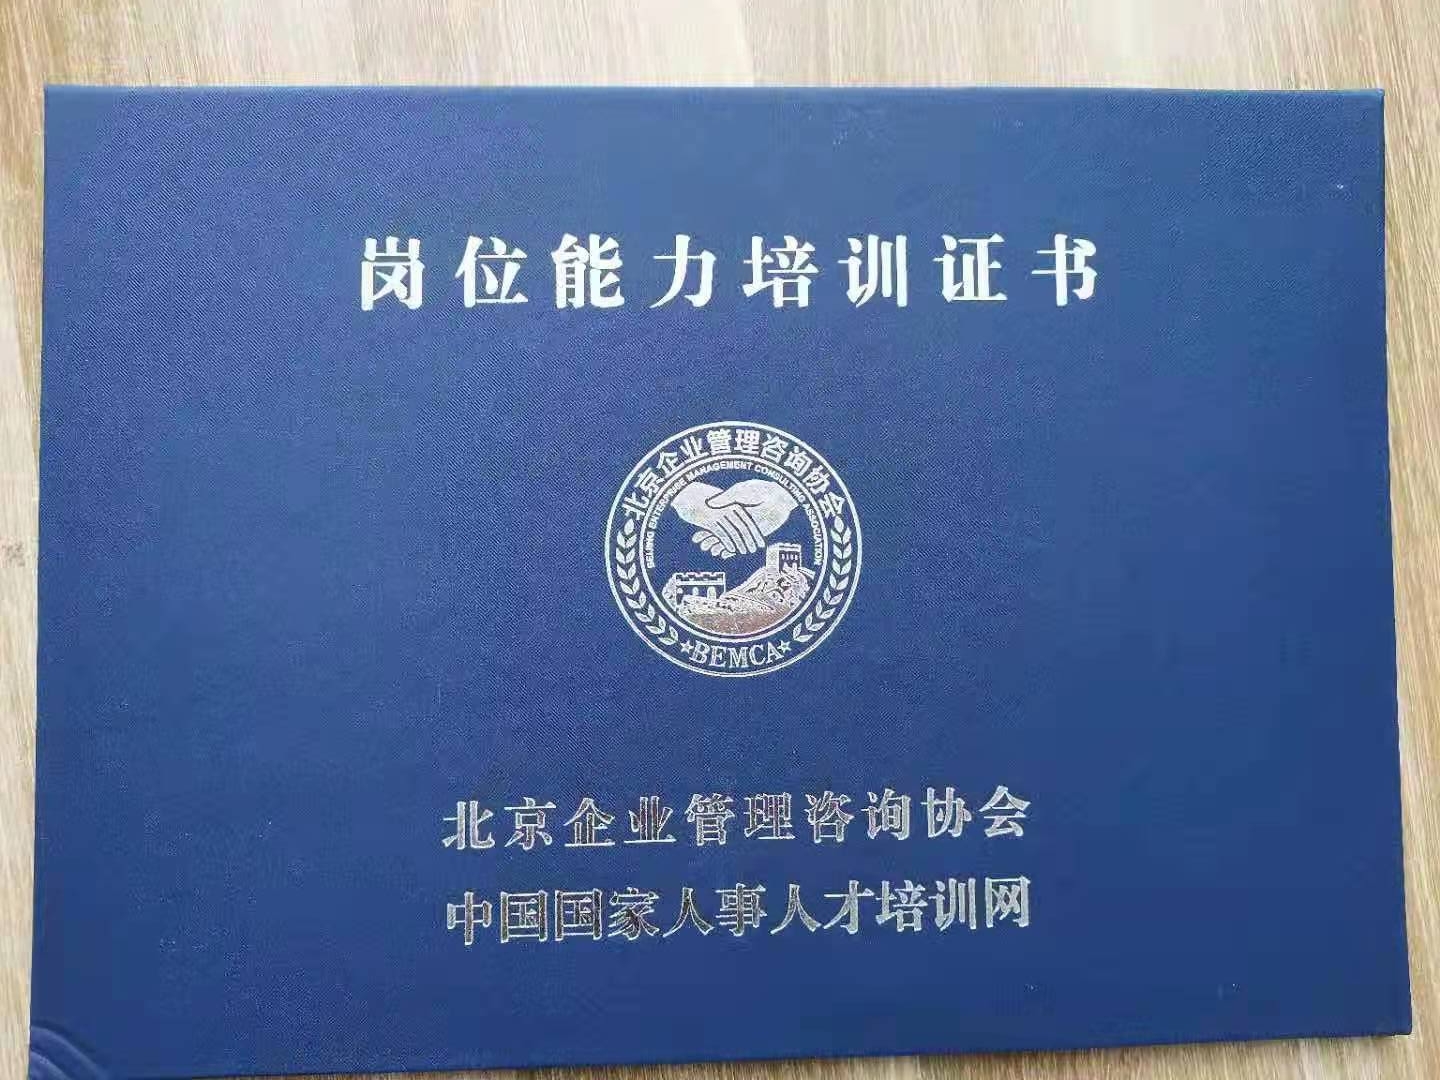 岗位能力培训证书
北京企业管理咨询协会
BEIJING ENTERPRISE MANAGEMENT CONSULTING ASSOCIATION
BEMCA
北京企业管理咨询协会
中国国家人事人才培训网